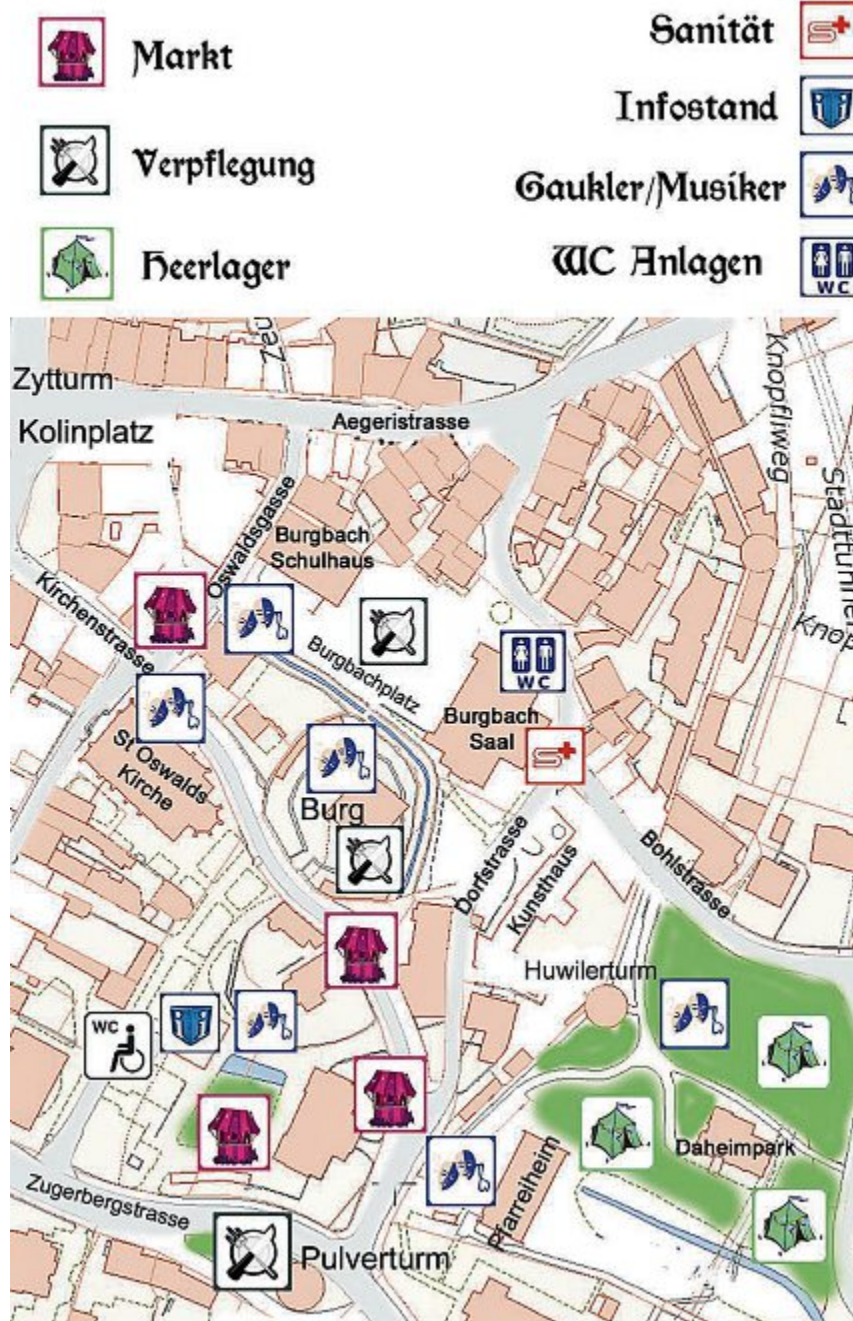 Markt
Verpflegung
Heerlager
Sanität
Infostand
Gaukler/Musiker
WC Anlagen
WC
Zytturm
Kolinplatz
Aegeristrasse
Knopfliweg
Oswaldsgasse
Burgbach
Schulhaus
Kirchenstrasse
Burgbachplatz
WC
Burgbach
Saal
St Oswalds
Kirche
Burg
Dorfstrasse
Kunsthaus
Bohlstrasse
Huwilerturm
WC
Daheimpark
Pfarreiheim
Zugerbergstrasse
Pulverturm